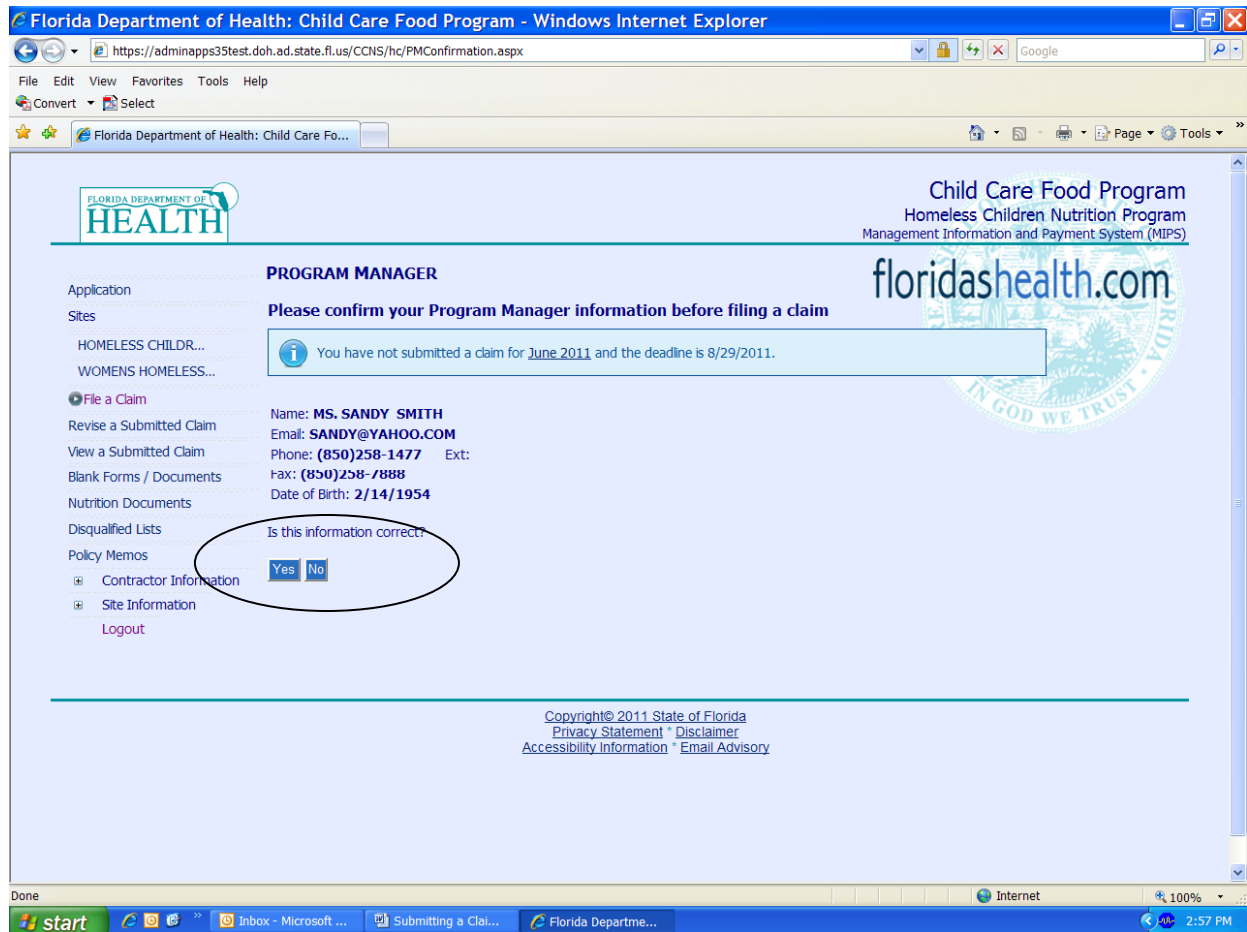 Florida Department of Health: Child Care Food Program - Windows Internet Explorer
https://adminapps35test.doh.ad.state.fl.us/CCNS/hc/PMConfirmation.aspx
Google
File Edit View Favorites Tools Help
Convert Select
Florida Department of Health: Child Care Fo...
Page Tools
FLORIDA DEPARTMENT OF
HEALTH
Child Care Food Program
Homeless Children Nutrition Program
Management Information and Payment System (MIPS)
floridashealth.com
IN GOD WE TRUST
Application
Sites
HOMELESS CHILDR...
WOMENS HOMELESS...
File a Claim
Revise a Submitted Claim
View a Submitted Claim
Blank Forms / Documents
Nutrition Documents
Disqualified Lists
Policy Memos
Contractor Information
Site Information
Logout
PROGRAM MANAGER
Please confirm your Program Manager information before filing a claim
You have not submitted a claim for June 2011 and the deadline is 8/29/2011.
Name: MS. SANDY SMITH
Email: SANDY@YAHOO.COM
Phone: (850)258-1477 Ext:
Fax: (850)258-7888
Date of Birth: 2/14/1954
Is this information correct?
Yes No
Copyright© 2011 State of Florida
Privacy Statement * Disclaimer
Accessibility Information * Email Advisory
Done
Internet
100%
start
Inbox - Microsoft ...
Submitting a Clai...
Florida Departme...
2:57 PM